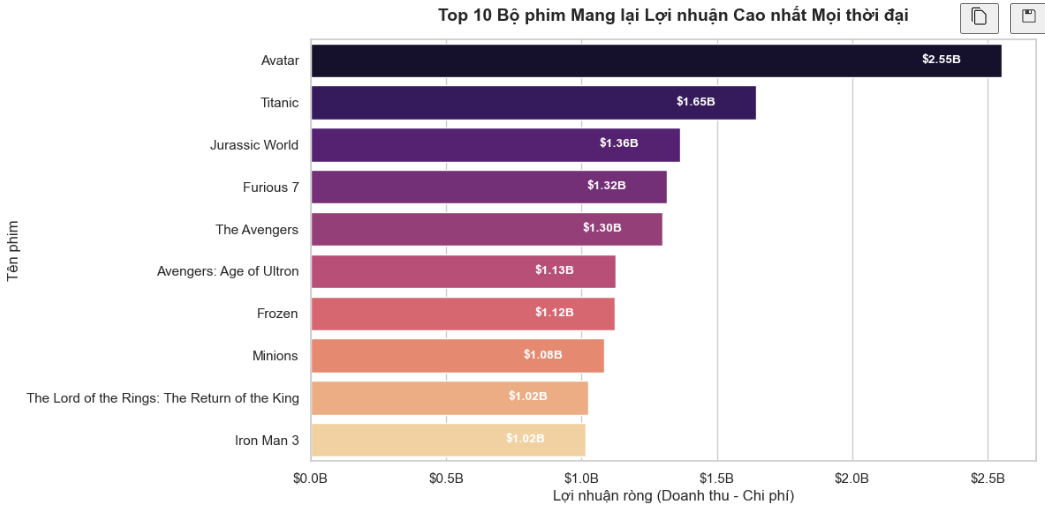 Top 10 Bộ phim Mang lại Lợi nhuận Cao nhất Mọi thời đại
Tên phim
Avatar $2.55B
Titanic $1.65B
Jurassic World $1.36B
Furious 7 $1.32B
The Avengers $1.30B
Avengers: Age of Ultron $1.13B
Frozen $1.12B
Minions $1.08B
The Lord of the Rings: The Return of the King $1.02B
Iron Man 3 $1.02B
$0.0B $0.5B $1.0B $1.5B $2.0B $2.5B
Lợi nhuận ròng (Doanh thu - Chi phí)